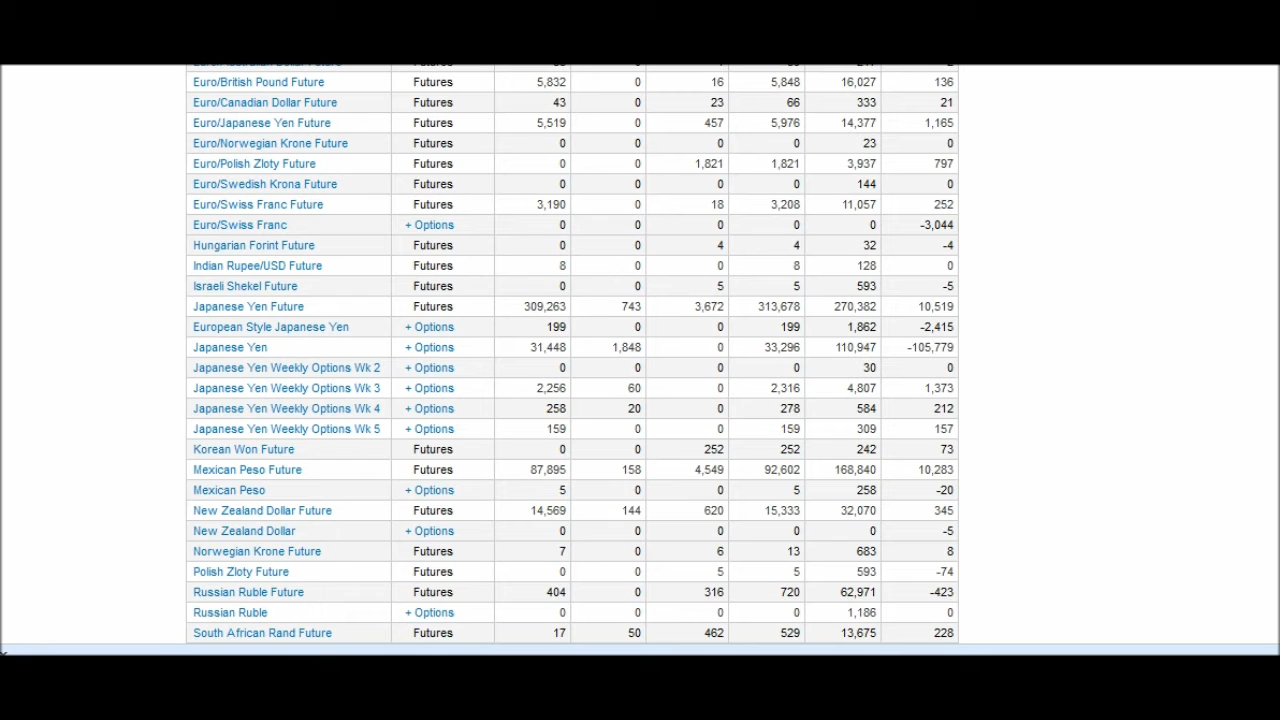 Euro/British Pound Future Futures 5,832 0 16 5,848 16,027 136
Euro/Canadian Dollar Future Futures 43 0 23 66 333 21
Euro/Japanese Yen Future Futures 5,519 0 457 5,976 14,377 1,165
Euro/Norwegian Krone Future Futures 0 0 0 0 23 0
Euro/Polish Zloty Future Futures 0 0 1,821 1,821 3,937 797
Euro/Swedish Krona Future Futures 0 0 0 0 144 0
Euro/Swiss Franc Future Futures 3,190 0 18 3,208 11,057 252
Euro/Swiss Franc + Options 0 0 0 0 0 -3,044
Hungarian Forint Future Futures 0 0 4 4 32 -4
Indian Rupee/USD Future Futures 8 0 0 8 128 0
Israeli Shekel Future Futures 0 0 5 5 593 -5
Japanese Yen Future Futures 309,263 743 3,672 313,678 270,382 10,519
European Style Japanese Yen + Options 199 0 0 199 1,862 -2,415
Japanese Yen + Options 31,448 1,848 0 33,296 110,947 -105,779
Japanese Yen Weekly Options Wk 2 + Options 0 0 0 0 30 0
Japanese Yen Weekly Options Wk 3 + Options 2,256 60 0 2,316 4,807 1,373
Japanese Yen Weekly Options Wk 4 + Options 258 20 0 278 584 212
Japanese Yen Weekly Options Wk 5 + Options 159 0 0 159 309 157
Korean Won Future Futures 0 0 252 252 242 73
Mexican Peso Future Futures 87,895 158 4,549 92,602 168,840 10,283
Mexican Peso + Options 5 0 0 5 258 -20
New Zealand Dollar Future Futures 14,569 144 620 15,333 32,070 345
New Zealand Dollar + Options 0 0 0 0 0 -5
Norwegian Krone Future Futures 7 0 6 13 683 8
Polish Zloty Future Futures 0 0 5 5 593 -74
Russian Ruble Future Futures 404 0 316 720 62,971 -423
Russian Ruble + Options 0 0 0 0 1,186 0
South African Rand Future Futures 17 50 462 529 13,675 228